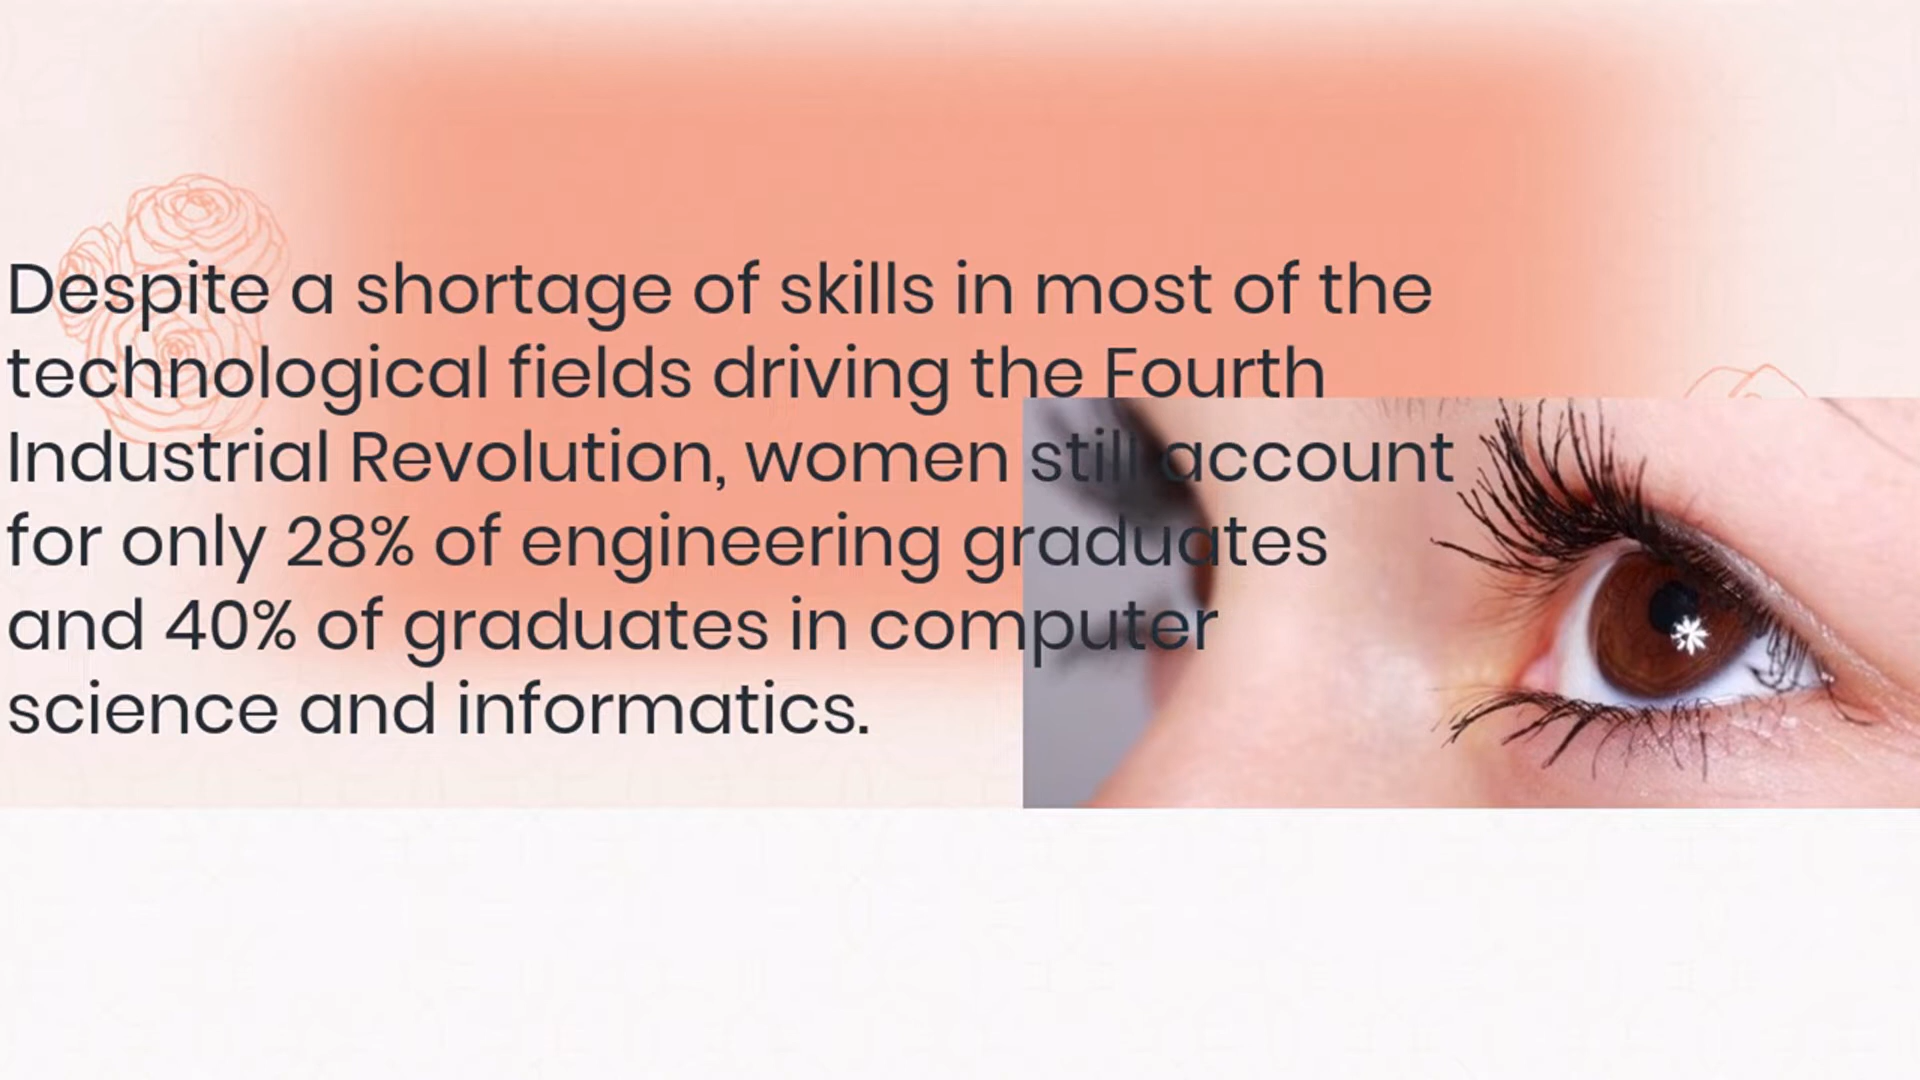 Despite a shortage of skills in most of the
technological fields driving the Fourth
Industrial Revolution, women still account
for only 28% of engineering graduates
and 40% of graduates in computer
science and informatics.